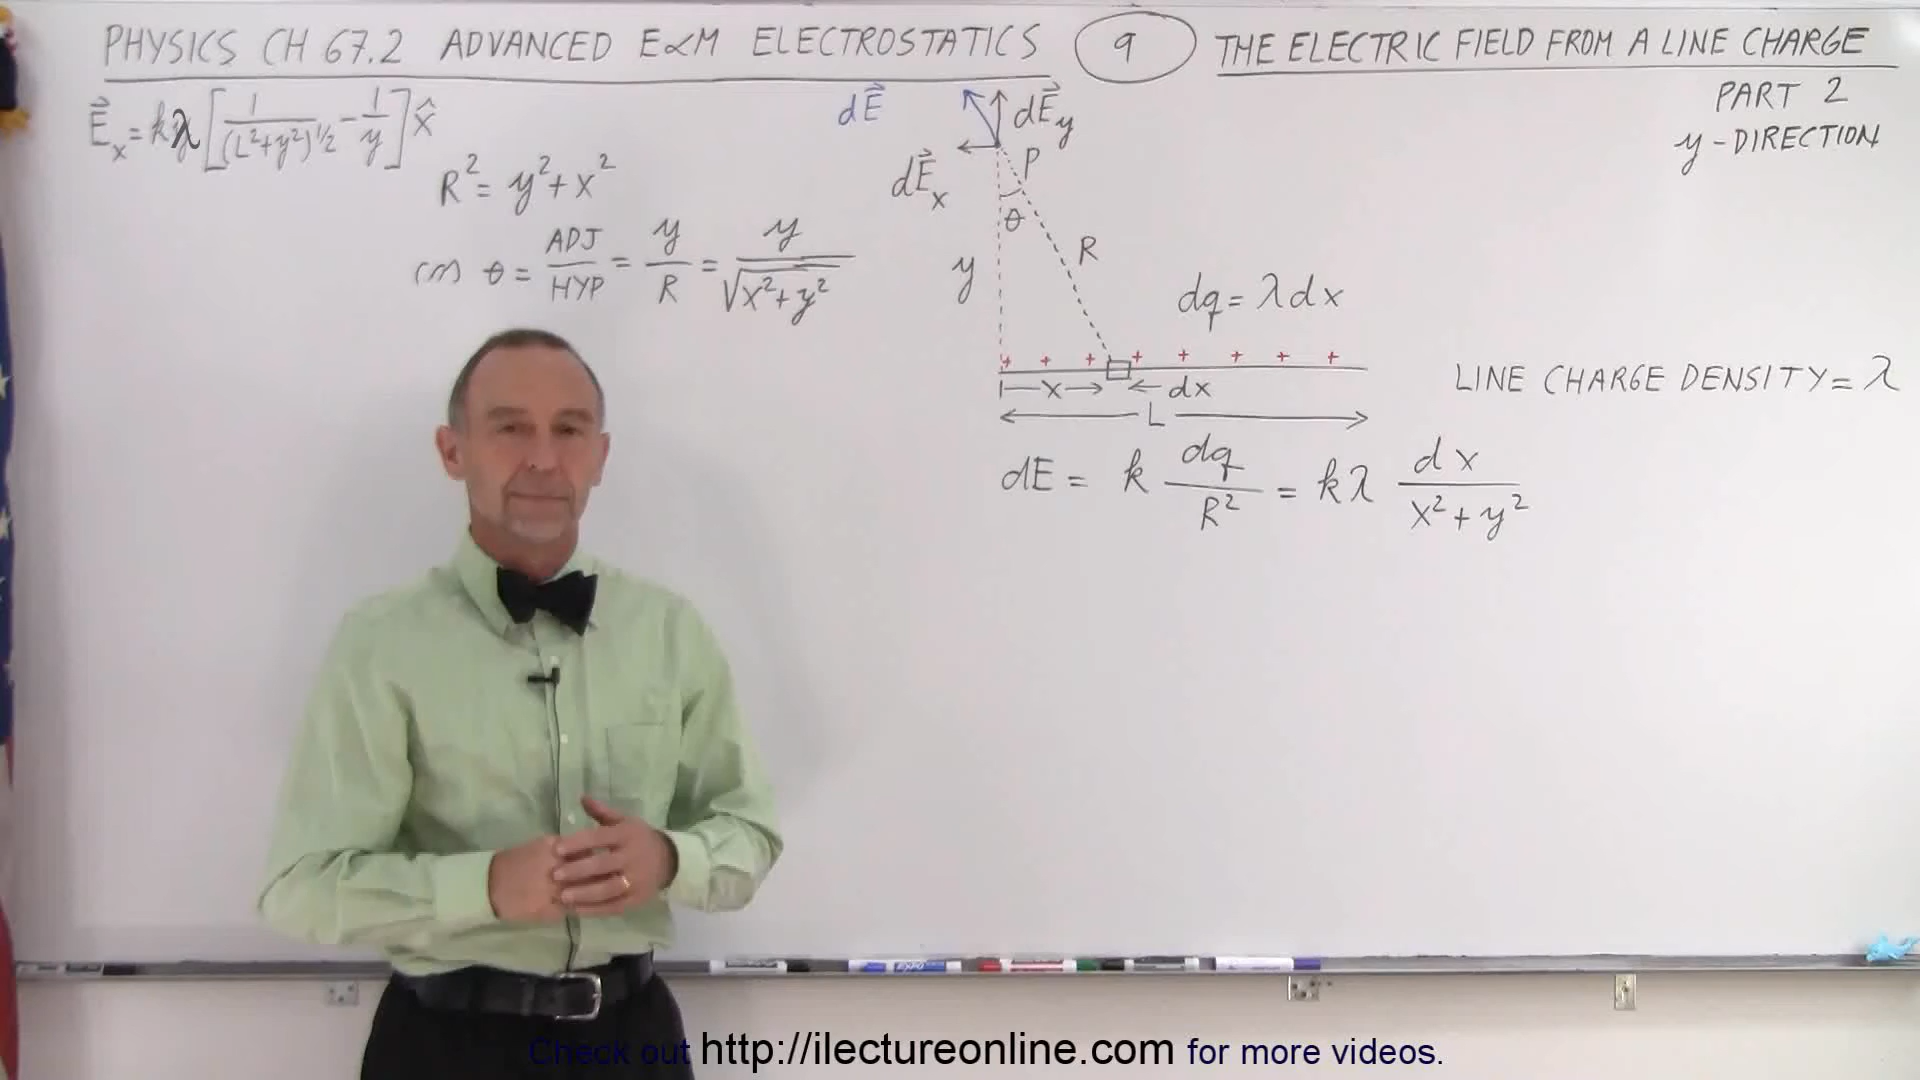 PHYSICS CH 67.2 ADVANCED E&M ELECTROSTATICS 9 THE ELECTRIC FIELD FROM A LINE CHARGE
PART 2
y-DIRECTION
E⃗x = kλ [1/(L²+y²)^½ - 1/y] x̂
R² = y² + x²
cos θ = ADJ/HYP = y/R = y/√(x²+y²)
dE⃗
dE⃗y
dE⃗x
P
θ
R
y
dq = λdx
+ + + + + + + +
x dx
L
LINE CHARGE DENSITY = λ
dE = k dq/R² = kλ dx/(x²+y²)
EXPO
Check out http://ilectureonline.com for more videos.